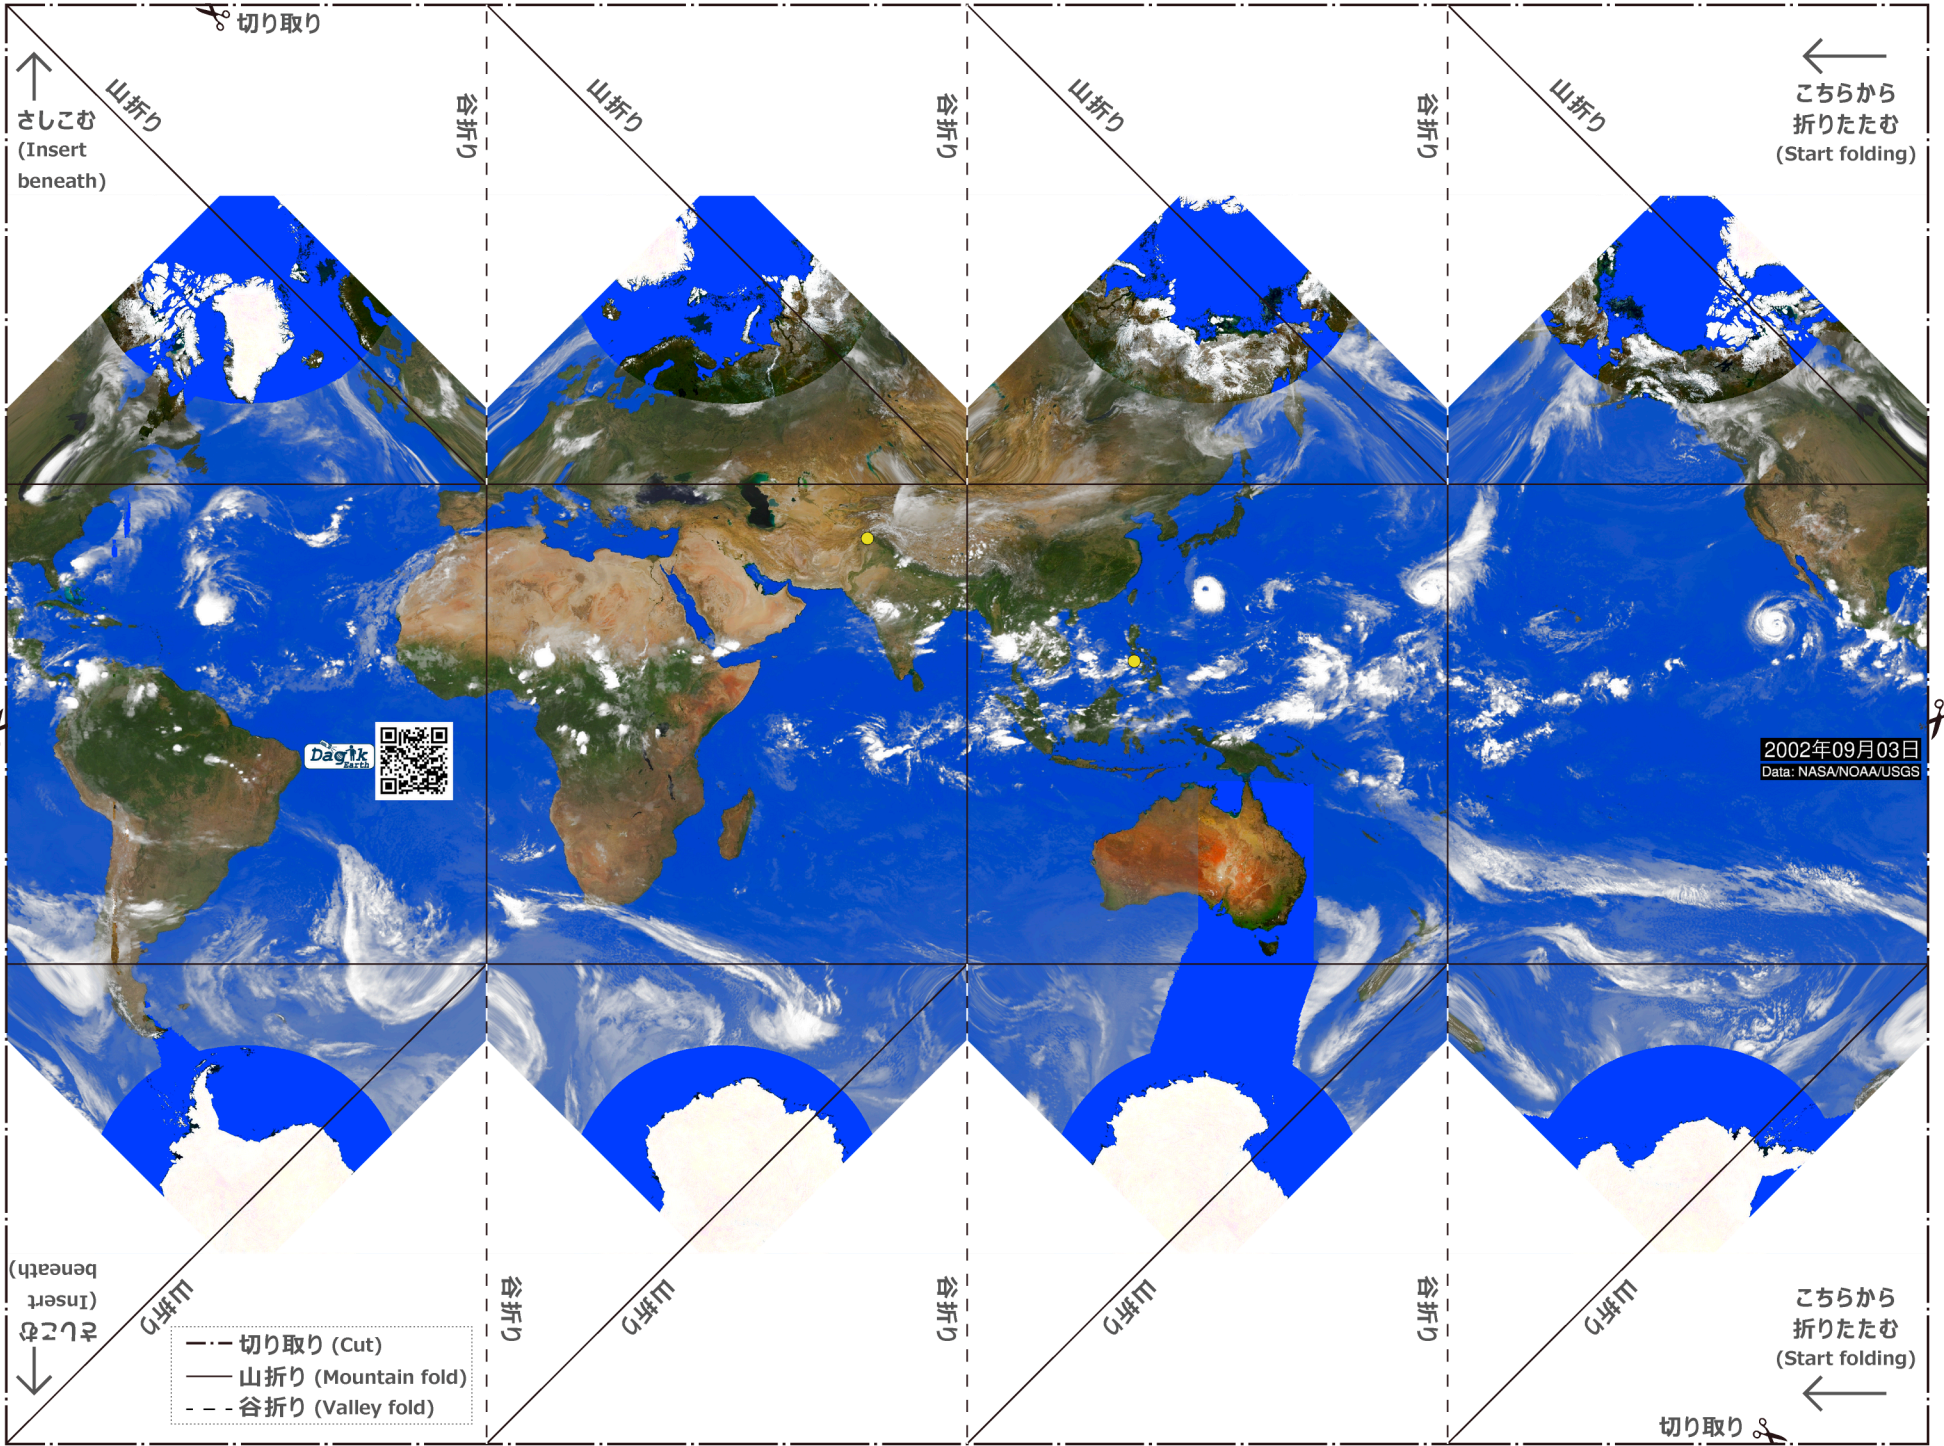 切り取り
山折り
谷折り
山折り
谷折り
山折り
谷折り
山折り
さしこむ
(Insert
beneath)
こちらから
折りたたむ
(Start folding)
Dagik
Earth
2002年09月03日
Data: NASA/NOAA/USGS
さしこむ
(Insert
beneath)
山折り
谷折り
山折り
谷折り
山折り
谷折り
山折り
こちらから
折りたたむ
(Start folding)
切り取り (Cut)
山折り (Mountain fold)
谷折り (Valley fold)
切り取り